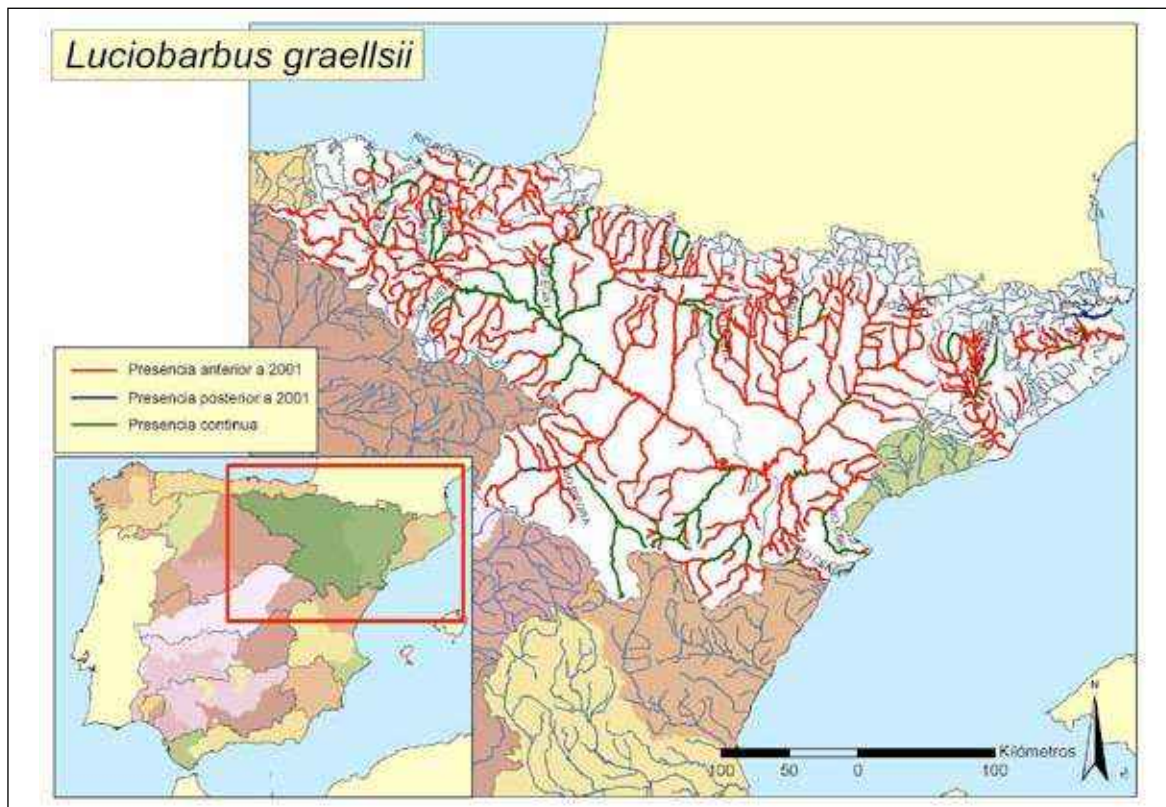 Luciobarbus graellsii
Presencia anterior a 2001
Presencia posterior a 2001
Presencia continua
N
Kilómetros
100 50 0 100